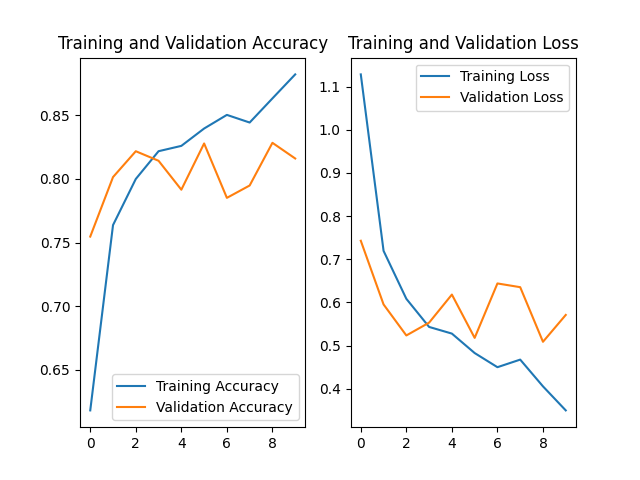 Training and Validation Accuracy
0.85
0.80
0.75
0.70
0.65
Training Accuracy
Validation Accuracy
0 2 4 6 8
Training and Validation Loss
1.1
1.0
0.9
0.8
0.7
0.6
0.5
0.4
Training Loss
Validation Loss
0 2 4 6 8